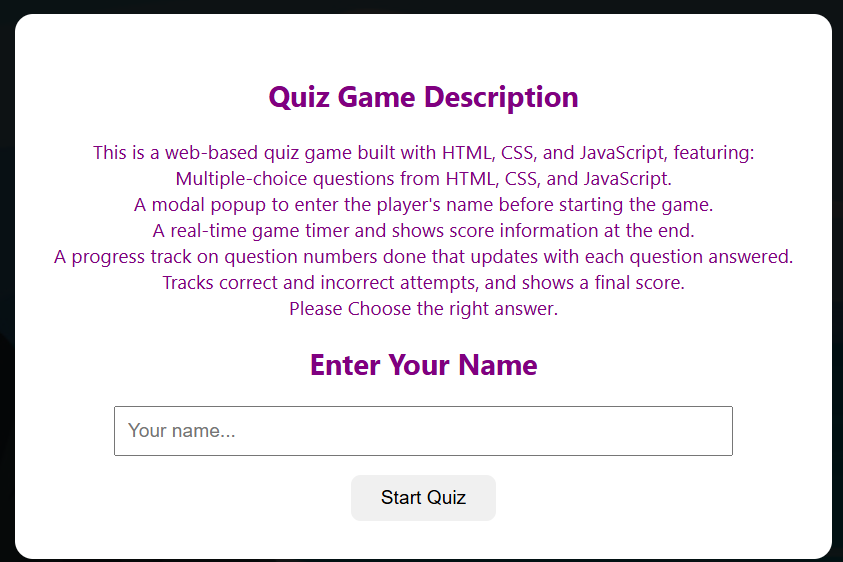 Quiz Game Description
This is a web-based quiz game built with HTML, CSS, and JavaScript, featuring:
Multiple-choice questions from HTML, CSS, and JavaScript.
A modal popup to enter the player's name before starting the game.
A real-time game timer and shows score information at the end.
A progress track on question numbers done that updates with each question answered.
Tracks correct and incorrect attempts, and shows a final score.
Please Choose the right answer.
Enter Your Name
Your name...
Start Quiz